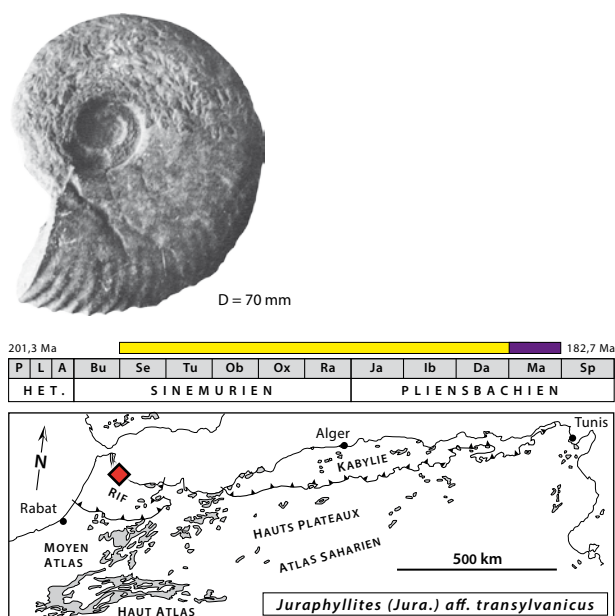 D = 70 mm
201,3 Ma 182,7 Ma
P L A Bu Se Tu Ob Ox Ra Ja Ib Da Ma Sp
HET. SINEMURIEN PLIENSBACHIEN
Tunis
Alger
N
KABYLIE
RIF
Rabat
HAUTS PLATEAUX
MOYEN
ATLAS
ATLAS SAHARIEN
500 km
HAUT ATLAS
Juraphyllites (Jura.) aff. transylvanicus